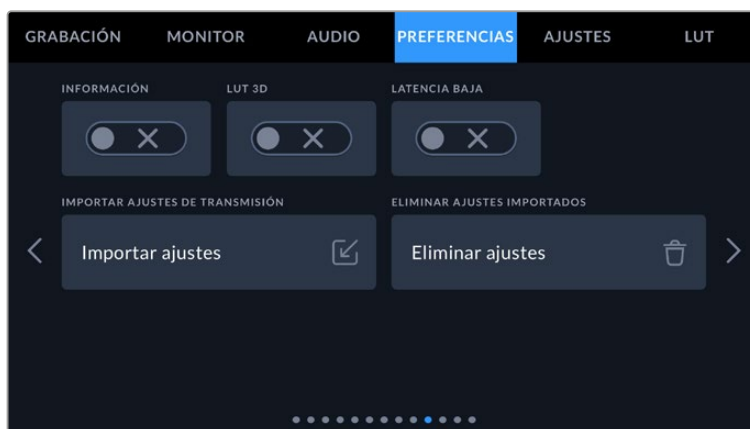 GRABACIÓN MONITOR AUDIO PREFERENCIAS AJUSTES LUT
INFORMACIÓN LUT 3D LATENCIA BAJA
IMPORTAR AJUSTES DE TRANSMISIÓN ELIMINAR AJUSTES IMPORTADOS
Importar ajustes Eliminar ajustes